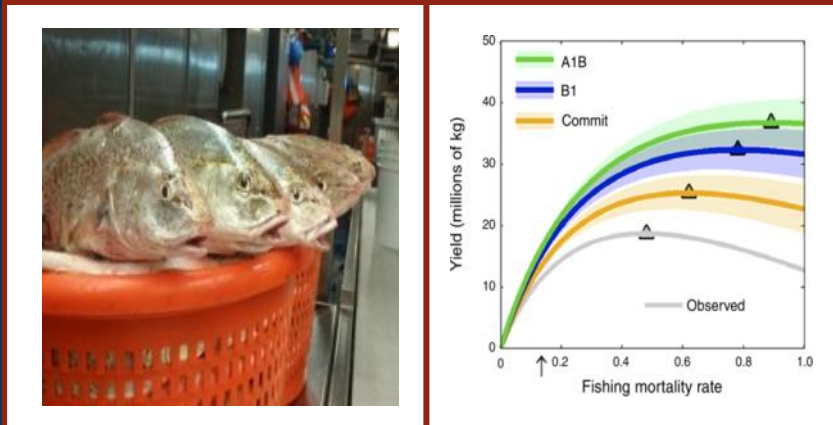 50
A1B
B1
40
Commit
30
Yield (millions of kg)
20
10
Observed
0
0
0.2
0.4
0.6
0.8
1.0
↑
Fishing mortality rate